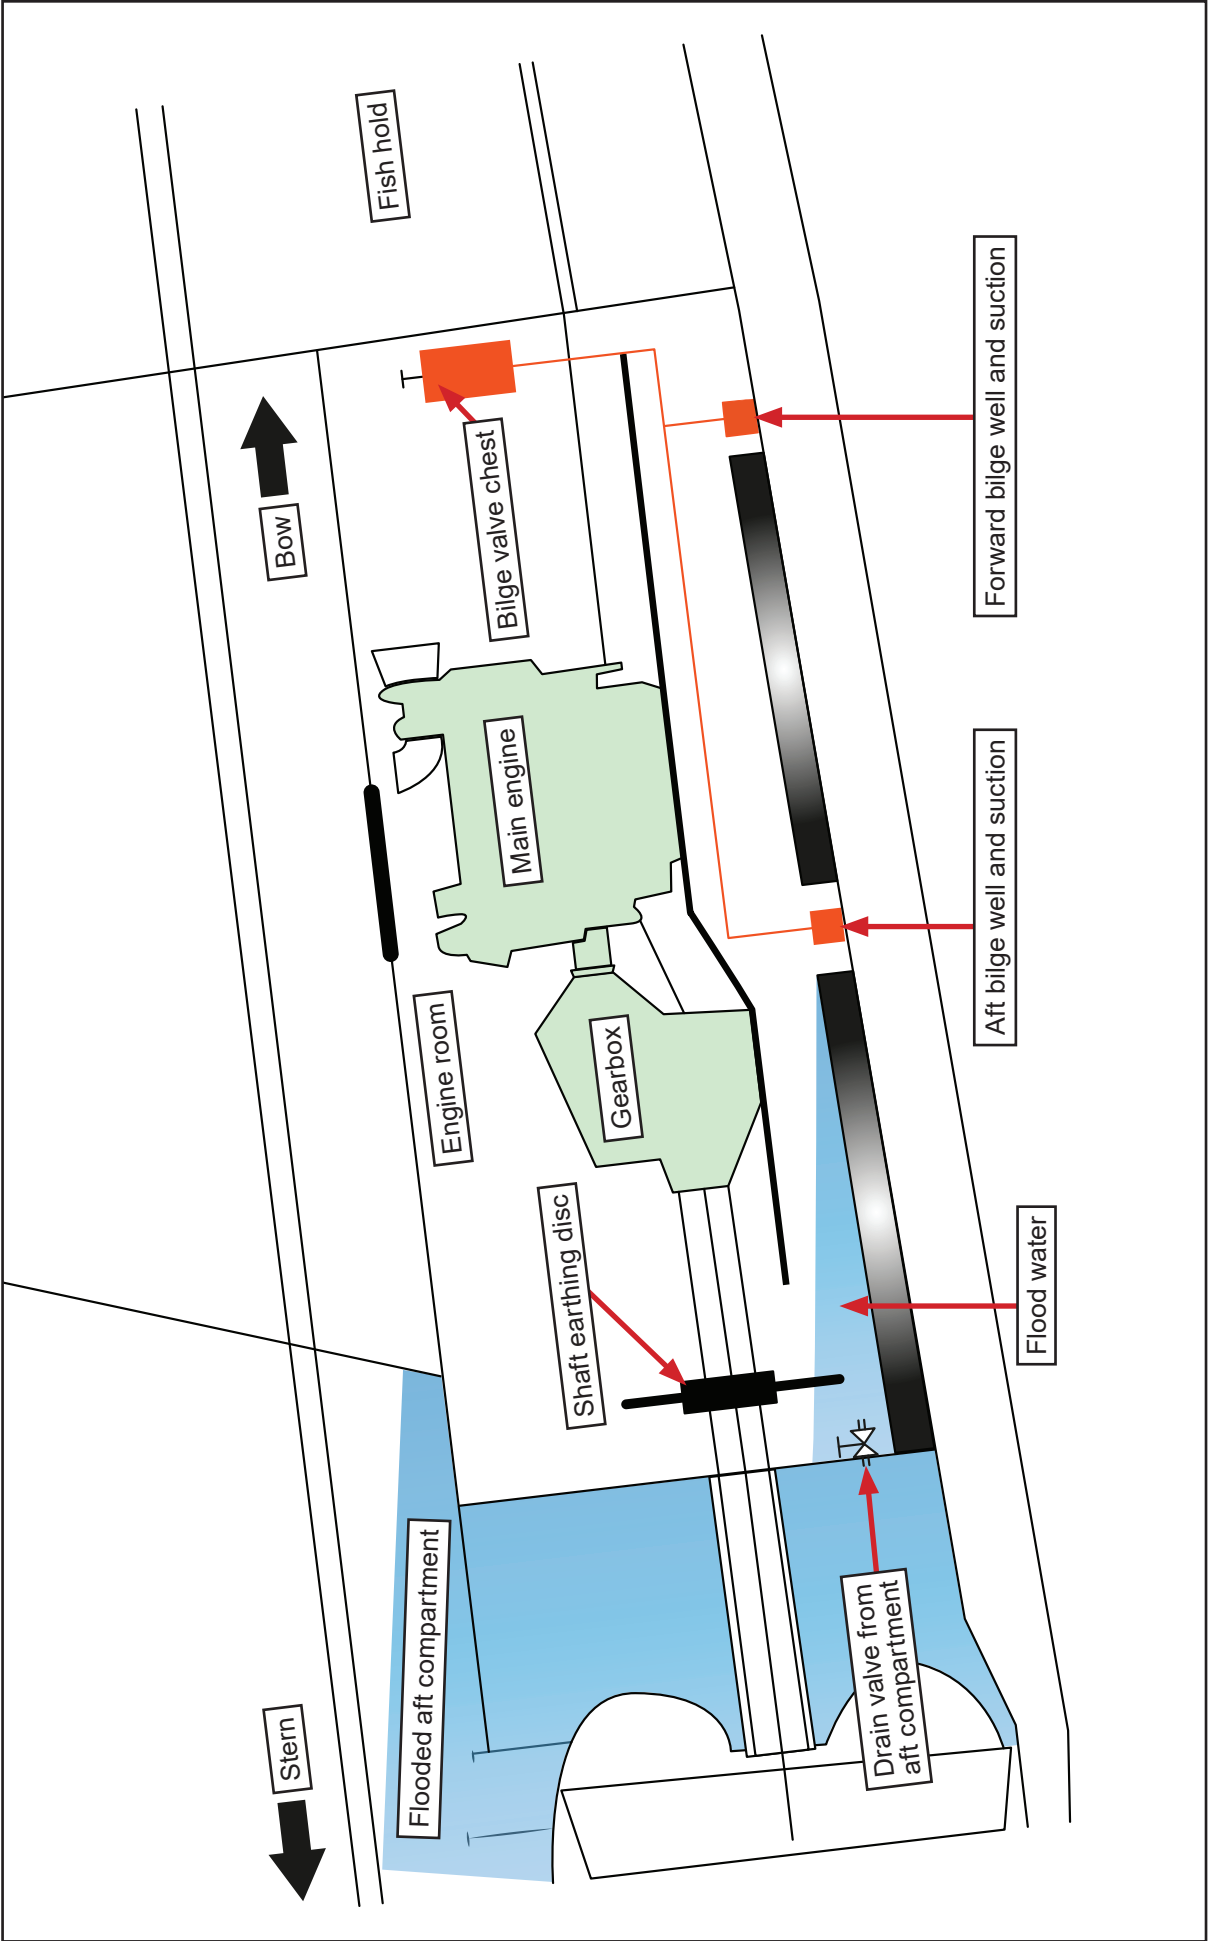 Stern
Bow
Fish hold
Flooded aft compartment
Engine room
Bilge valve chest
Main engine
Gearbox
Shaft earthing disc
Drain valve from
aft compartment
Flood water
Aft bilge well and suction
Forward bilge well and suction